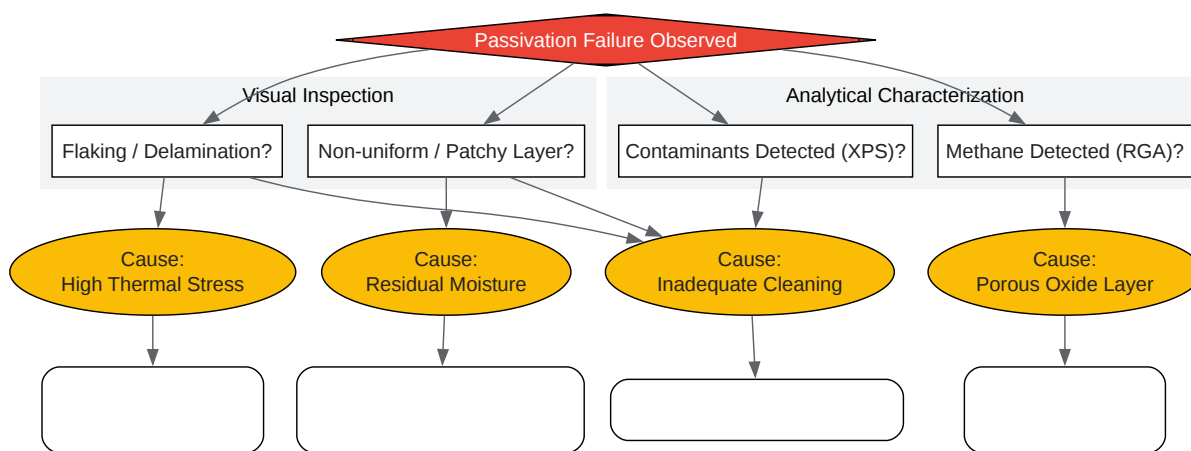 Passivation Failure Observed
Visual Inspection
Analytical Characterization
Flaking / Delamination?
Non-uniform / Patchy Layer?
Contaminants Detected (XPS)?
Methane Detected (RGA)?
Cause:
High Thermal Stress
Cause:
Residual Moisture
Cause:
Inadequate Cleaning
Cause:
Porous Oxide Layer